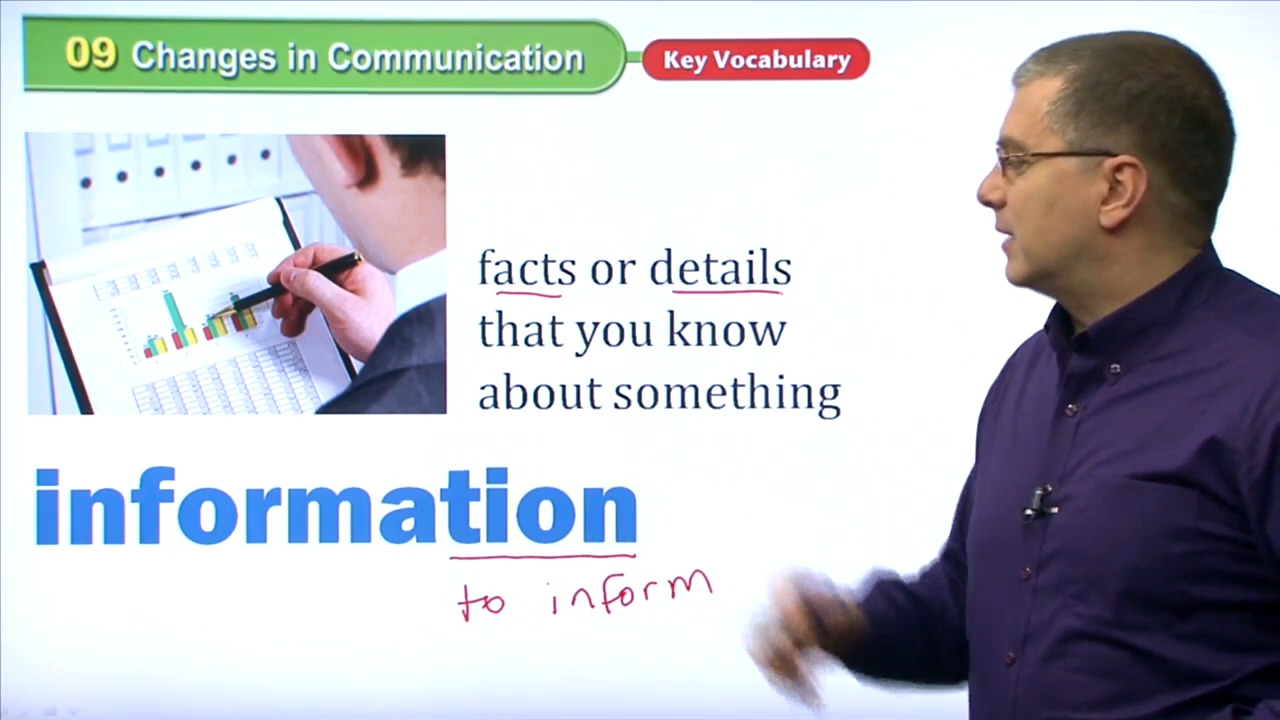 09 Changes in Communication
Key Vocabulary
facts or details
that you know
about something
information
to inform